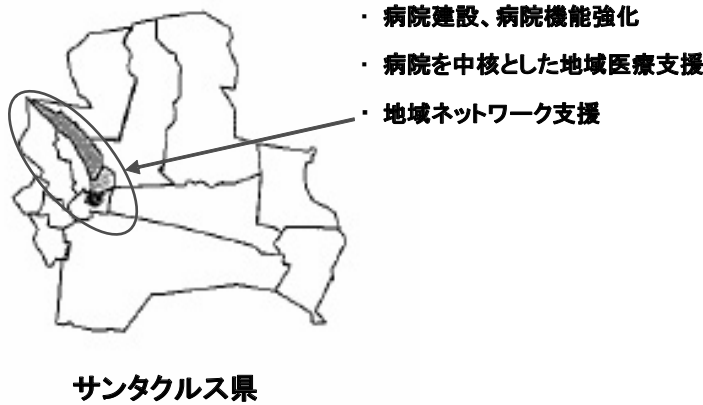 ・ 病院建設、病院機能強化
・ 病院を中核とした地域医療支援
・ 地域ネットワーク支援
サンタクルス県